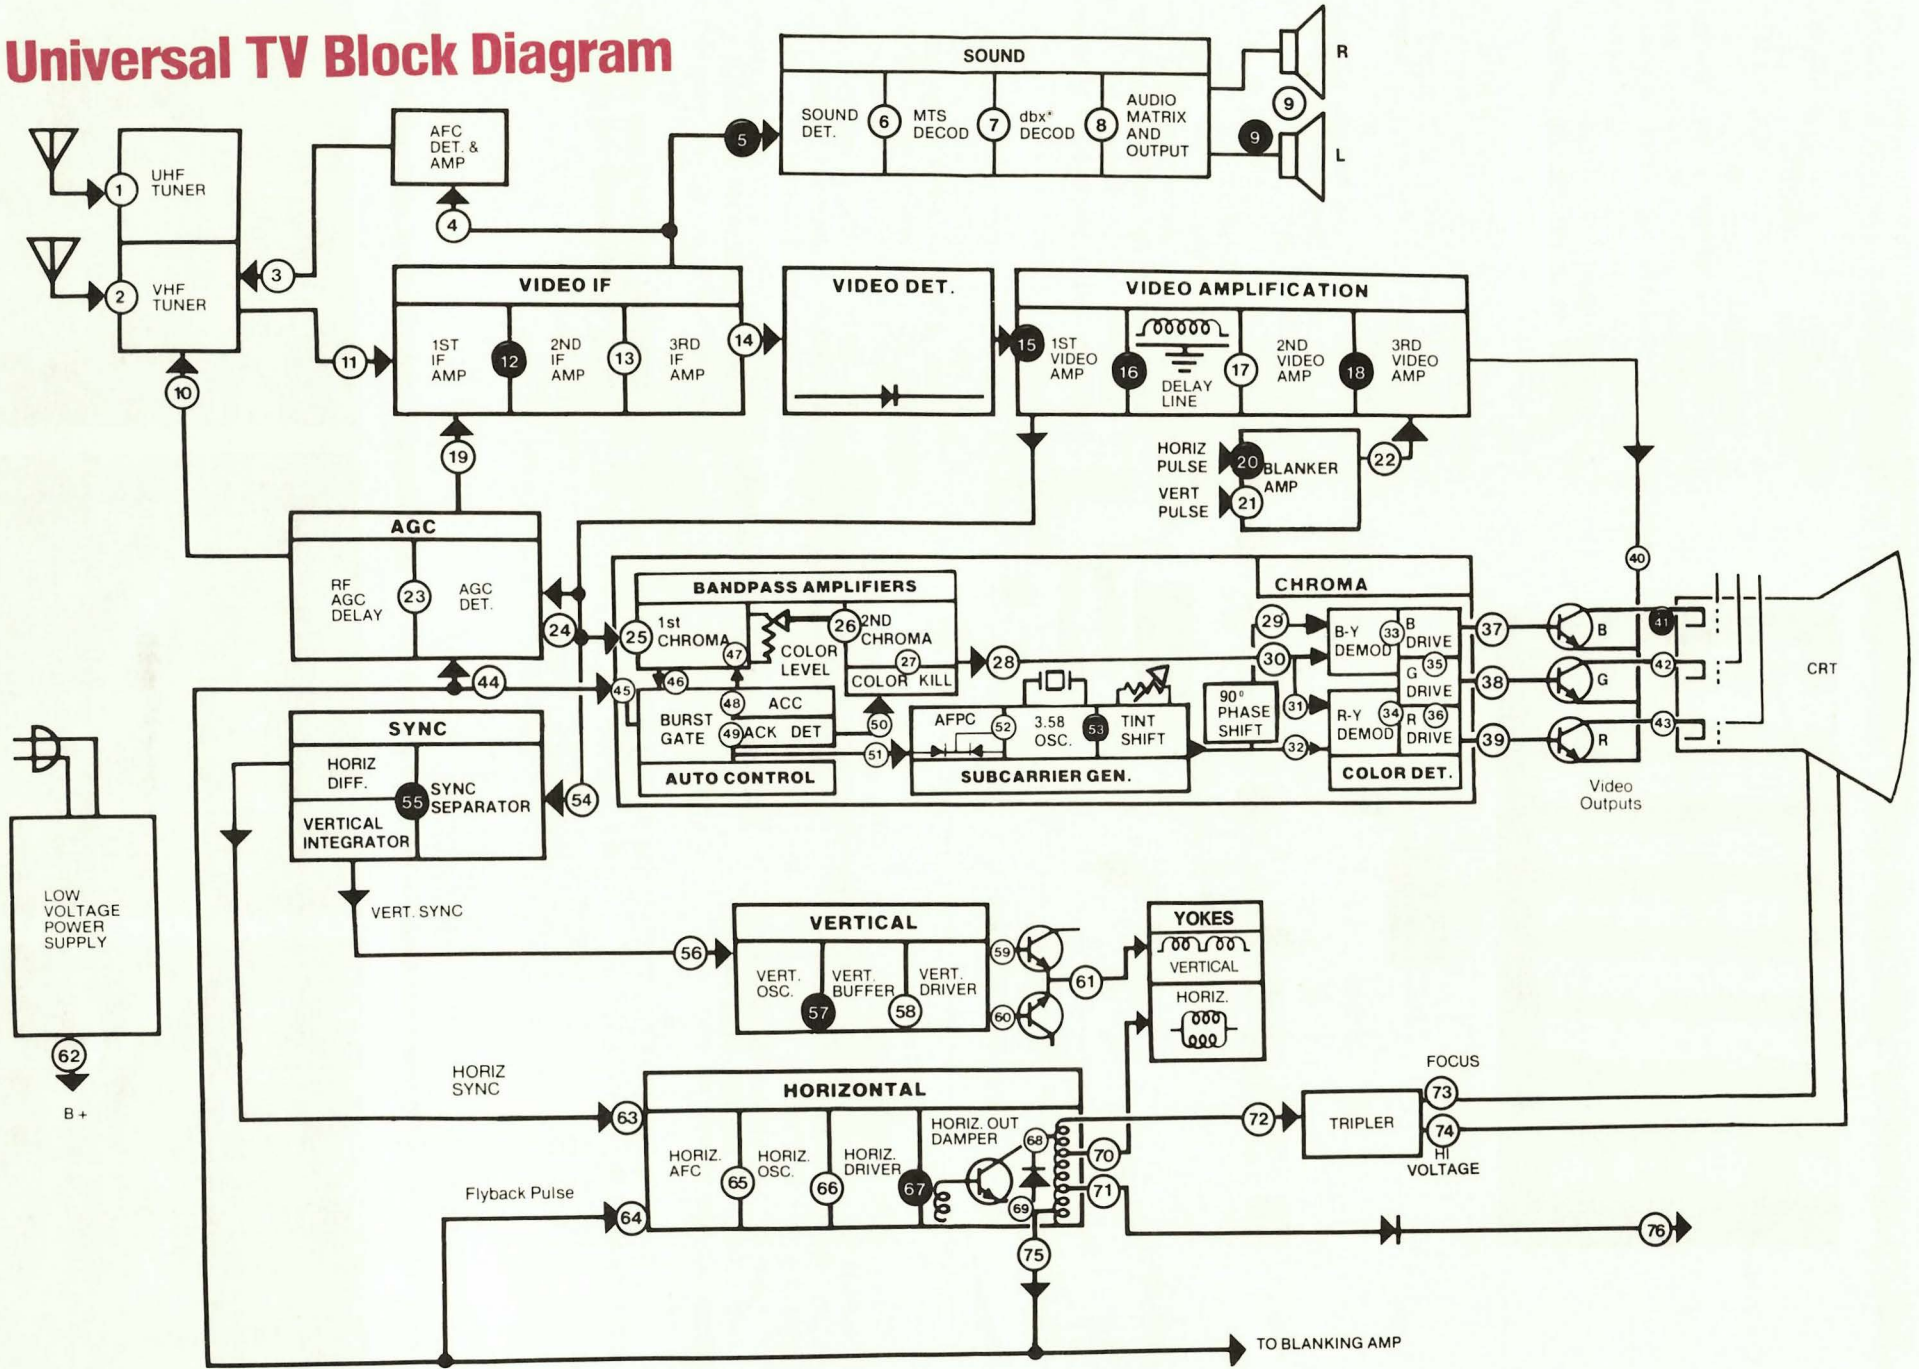 Universal TV Block Diagram
SOUND
SOUND
DET.
6
MTS
DECOD
7
dbx*
DECOD
8
AUDIO
MATRIX
AND
OUTPUT
R
9
9
L
5
AFC
DET. &
AMP
4
1
UHF
TUNER
2
VHF
TUNER
3
11
10
VIDEO IF
1ST
IF
AMP
12
2ND
IF
AMP
13
3RD
IF
AMP
14
VIDEO DET.
VIDEO AMPLIFICATION
15
1ST
VIDEO
AMP
16
DELAY
LINE
17
2ND
VIDEO
AMP
18
3RD
VIDEO
AMP
19
HORIZ
PULSE
20
VERT
PULSE
21
BLANKER
AMP
22
AGC
RF
AGC
DELAY
23
AGC
DET.
24
44
BANDPASS AMPLIFIERS
25
1st
CHROMA
47
COLOR
LEVEL
26
2ND
CHROMA
27
COLOR KILL
28
45
46
BURST
GATE
48
ACC
49
ACK DET
50
51
AUTO CONTROL
AFPC
52
3.58
OSC.
53
TINT
SHIFT
SUBCARRIER GEN.
CHROMA
29
30
31
32
90°
PHASE
SHIFT
B-Y
DEMOD
33
B
DRIVE
35
G
DRIVE
R-Y
DEMOD
34
R
36
DRIVE
COLOR DET.
37
38
39
B
G
R
Video
Outputs
40
41
42
43
CRT
SYNC
HORIZ
DIFF.
VERTICAL
INTEGRATOR
55
SYNC
SEPARATOR
54
LOW
VOLTAGE
POWER
SUPPLY
62
B +
VERT. SYNC
56
VERTICAL
VERT.
OSC.
57
VERT.
BUFFER
58
VERT.
DRIVER
59
60
61
YOKES
VERTICAL
HORIZ.
HORIZ
SYNC
63
Flyback Pulse
64
HORIZONTAL
HORIZ.
AFC
65
HORIZ.
OSC.
66
HORIZ.
DRIVER
67
HORIZ. OUT
DAMPER
68
69
70
71
72
TRIPLER
FOCUS
73
74
HI
VOLTAGE
75
76
TO BLANKING AMP